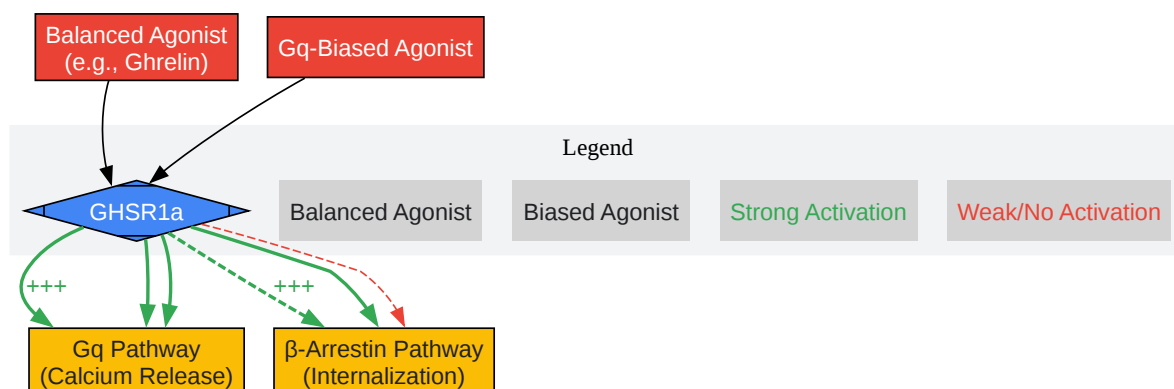 Balanced Agonist
(e.g., Ghrelin)
Gq-Biased Agonist
Legend
GHSR1a
Balanced Agonist
Biased Agonist
Strong Activation
Weak/No Activation
+++
+++
Gq Pathway
(Calcium Release)
β-Arrestin Pathway
(Internalization)